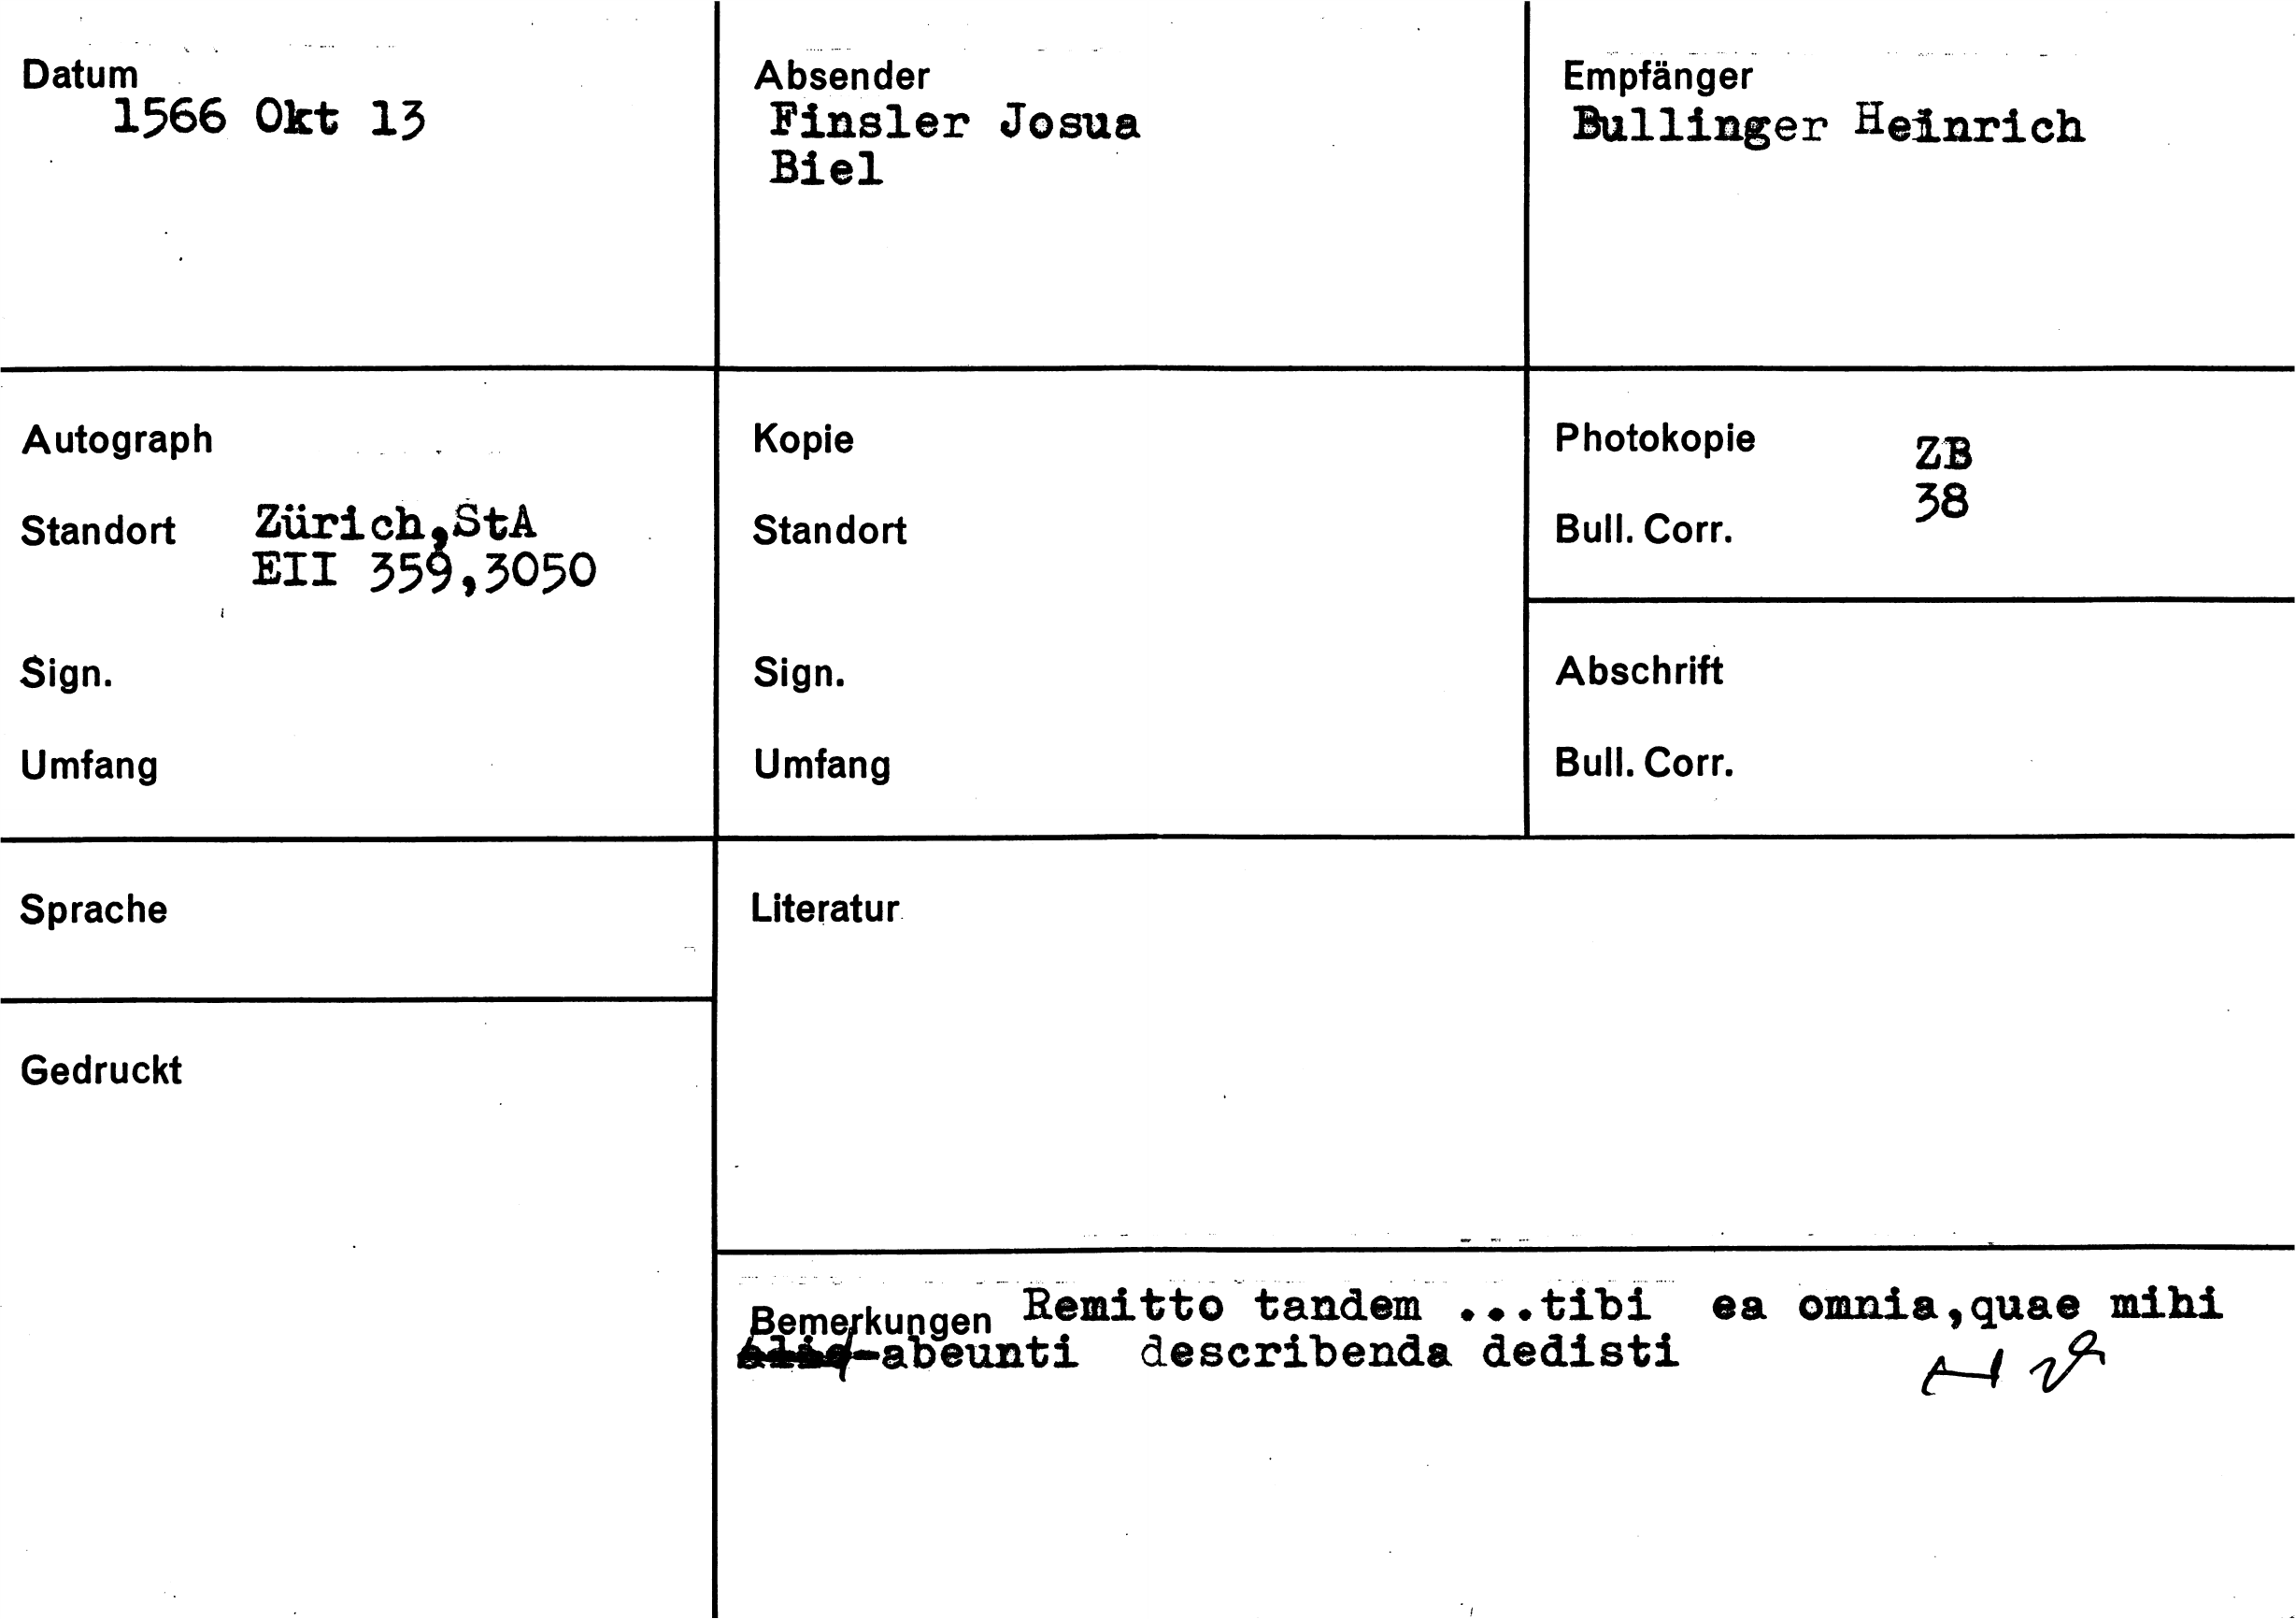 Datum
1566 Okt 13
Absender
Finsler Josua
Biel
Empfänger
Bullinger Heinrich
Autograph
Standort Zürich,StA
EII 359,3050
Sign.
Umfang
Kopie
Standort
Sign.
Umfang
Photokopie ZB
Bull. Corr. 38
Abschrift
Bull. Corr.
Sprache
Literatur
Gedruckt
Bemerkungen Remitto tandem ...tibi ea omnia,quae mihi
abeunti describenda dedisti